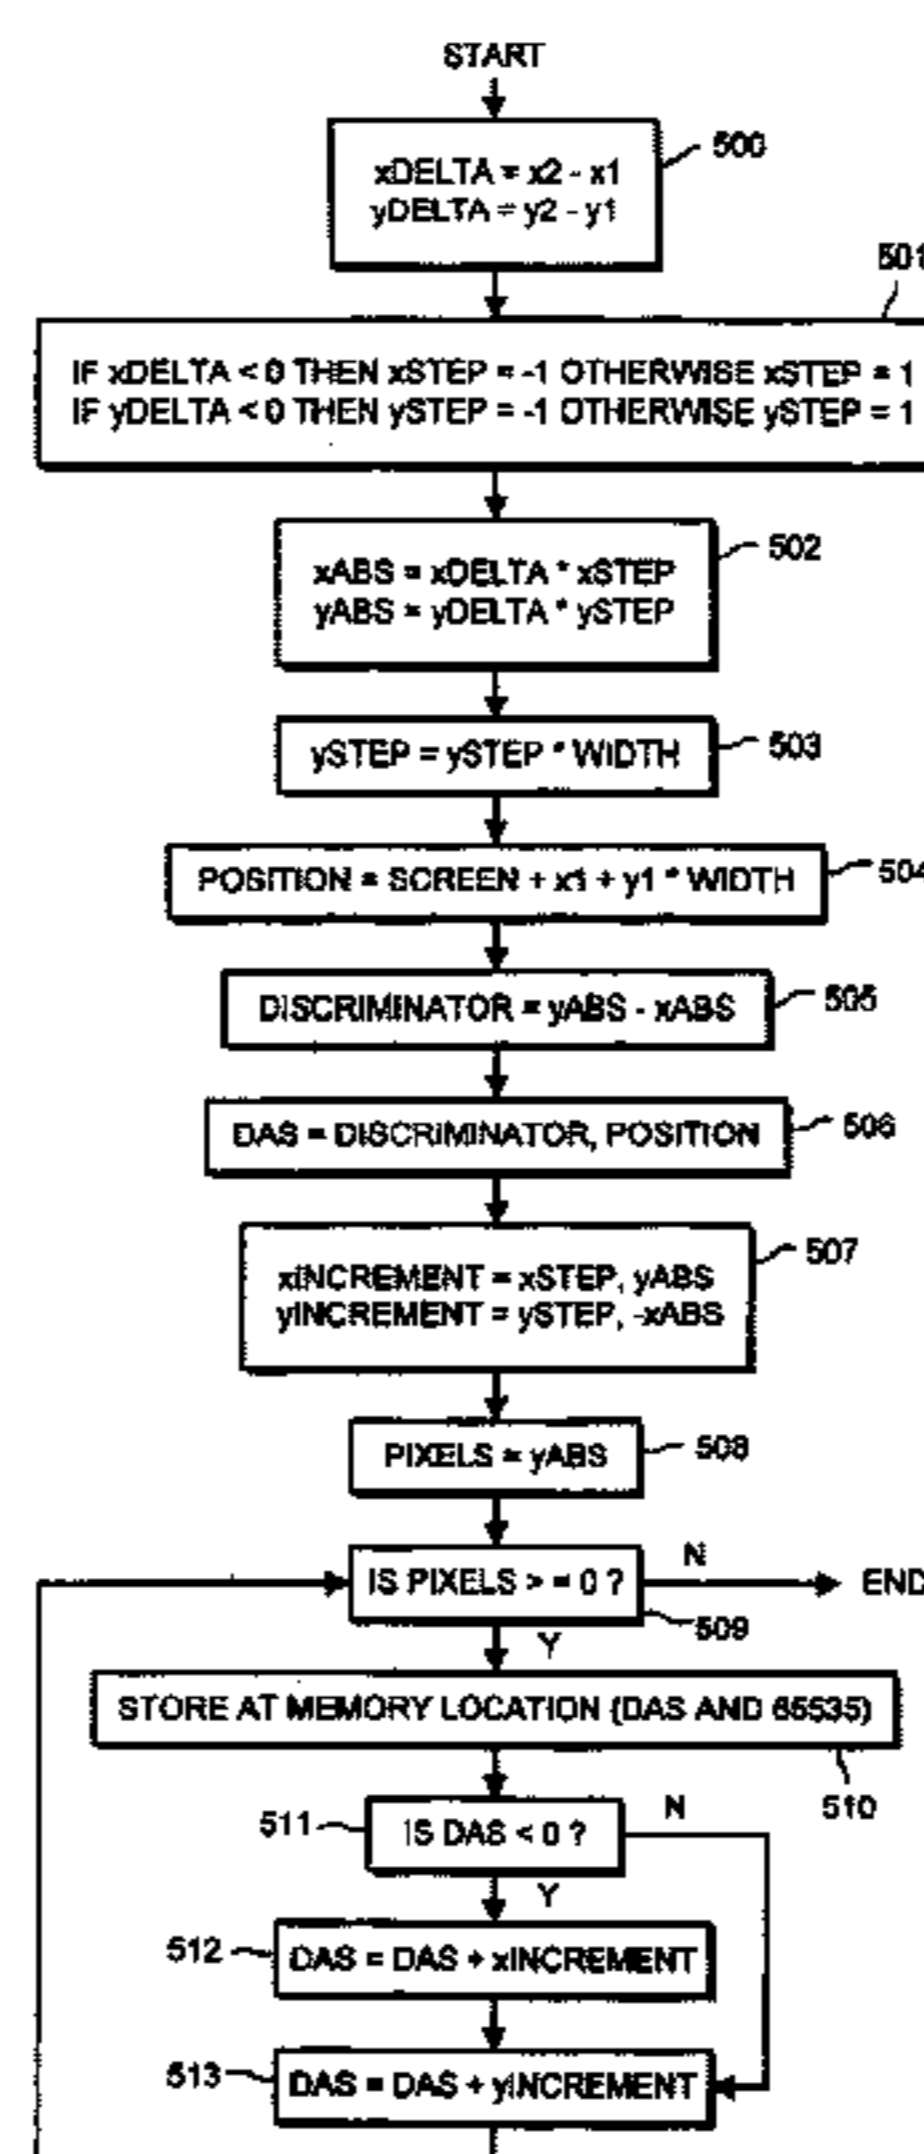 START
500
xDELTA = x2 - x1
yDELTA = y2 - y1
501
IF xDELTA < 0 THEN xSTEP = -1 OTHERWISE xSTEP = 1
IF yDELTA < 0 THEN ySTEP = -1 OTHERWISE ySTEP = 1
502
xABS = xDELTA * xSTEP
yABS = yDELTA * ySTEP
503
ySTEP = ySTEP * WIDTH
504
POSITION = SCREEN + x1 + y1 * WIDTH
505
DISCRIMINATOR = yABS - xABS
506
DAS = DISCRIMINATOR, POSITION
507
xINCREMENT = xSTEP, yABS
yINCREMENT = ySTEP, -xABS
508
PIXELS = yABS
IS PIXELS > = 0 ?
N
END
509
Y
STORE AT MEMORY LOCATION (DAS AND 65535)
510
511
IS DAS < 0 ?
N
Y
512
DAS = DAS + xINCREMENT
513
DAS = DAS + yINCREMENT